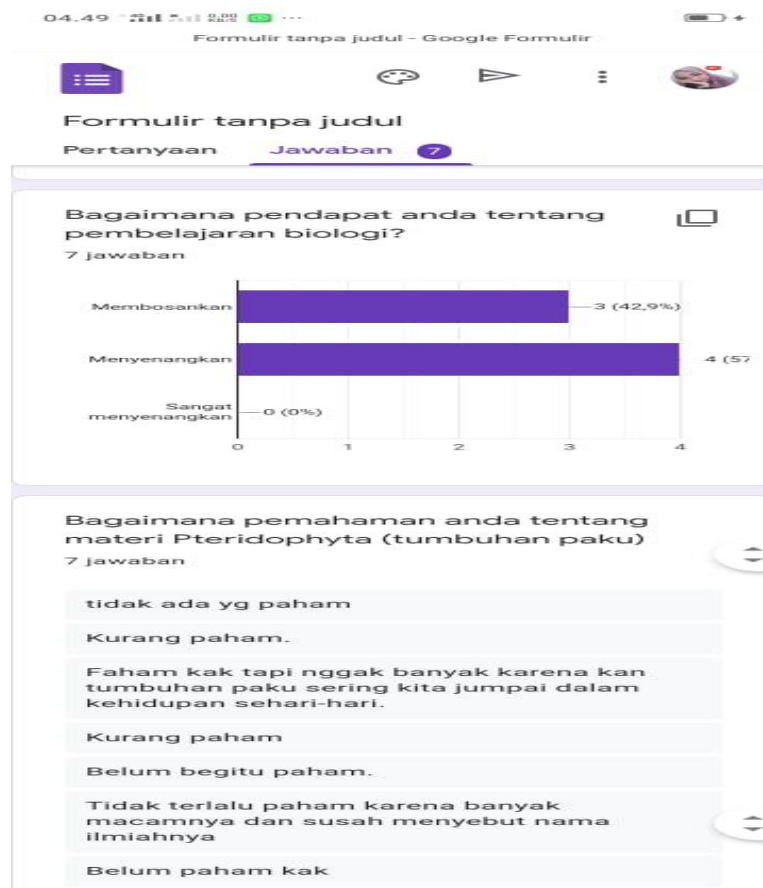 04.49
0,00
KB/S
Formulir tanpa judul - Google Formulir
Formulir tanpa judul
Pertanyaan Jawaban 7
Bagaimana pendapat anda tentang
pembelajaran biologi?
7 jawaban
Membosankan 3 (42,9%)
Menyenangkan 4 (57
Sangat
menyenangkan 0 (0%)
0 1 2 3 4
Bagaimana pemahaman anda tentang
materi Pteridophyta (tumbuhan paku)
7 jawaban
tidak ada yg paham
Kurang paham.
Faham kak tapi nggak banyak karena kan
tumbuhan paku sering kita jumpai dalam
kehidupan sehari-hari.
Kurang paham
Belum begitu paham.
Tidak terlalu paham karena banyak
macamnya dan susah menyebut nama
ilmiahnya
Belum paham kak